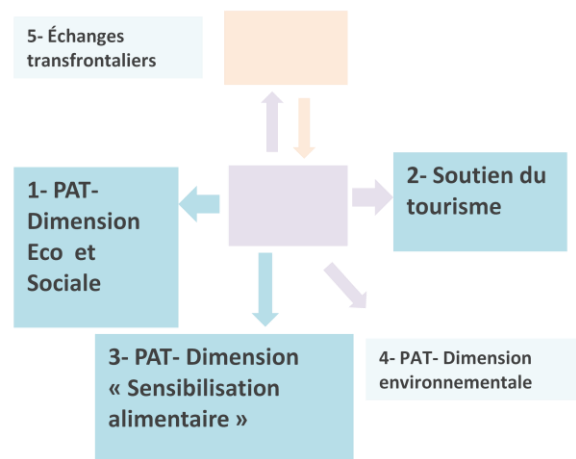 5- Échanges
transfrontaliers
1- PAT-
Dimension
Eco et
Sociale
2- Soutien du
tourisme
3- PAT- Dimension
« Sensibilisation
alimentaire »
4- PAT- Dimension
environnementale